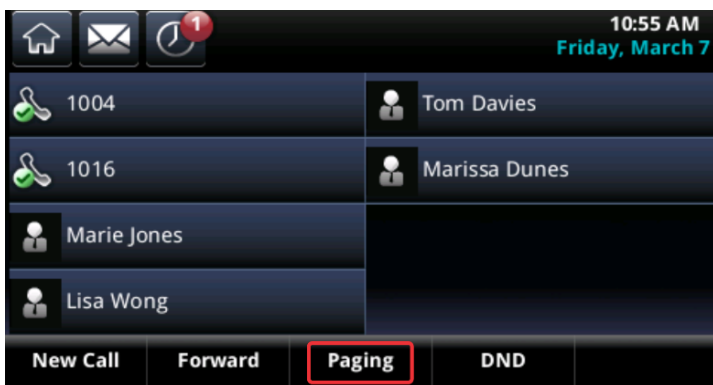 1
10:55 AM
Friday, March 7
1004
Tom Davies
1016
Marissa Dunes
Marie Jones
Lisa Wong
New Call Forward Paging DND